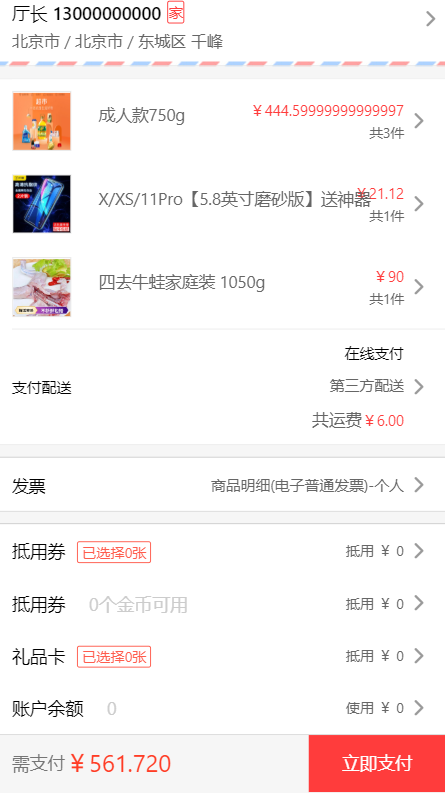 厅长 13000000000 家
北京市 / 北京市 / 东城区 千峰
成人款750g
￥444.59999999999997
共3件
X/XS/11Pro【5.8英寸磨砂版】送神器
￥21.12
共1件
四去牛蛙家庭装 1050g
￥90
共1件
在线支付
支付配送
第三方配送
共运费￥6.00
发票 商品明细(电子普通发票)-个人
抵用券 已选择0张 抵用 ￥ 0
抵用券 0个金币可用 抵用 ￥ 0
礼品卡 已选择0张 抵用 ￥ 0
账户余额 0 使用 ￥ 0
需支付￥561.720 立即支付